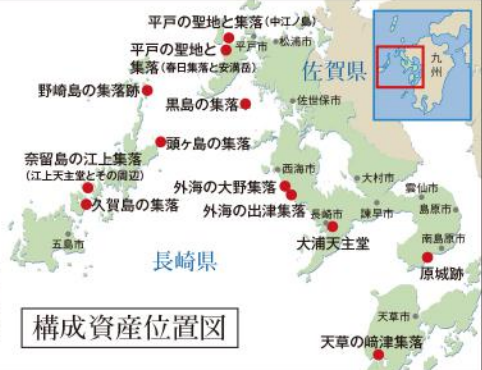 平戸の聖地と集落(中江ノ島)
平戸の聖地と
集落(春日集落と安満岳)
平戸市
松浦市
佐賀県
九州
野崎島の集落跡
黒島の集落
佐世保市
頭ヶ島の集落
奈留島の江上集落
(江上天主堂とその周辺)
西海市
大村市
外海の大野集落
雲仙市
久賀島の集落
外海の出津集落
長崎市
諫早市
島原市
五島市
大浦天主堂
南島原市
長崎県
原城跡
構成資産位置図
天草市
天草の﨑津集落